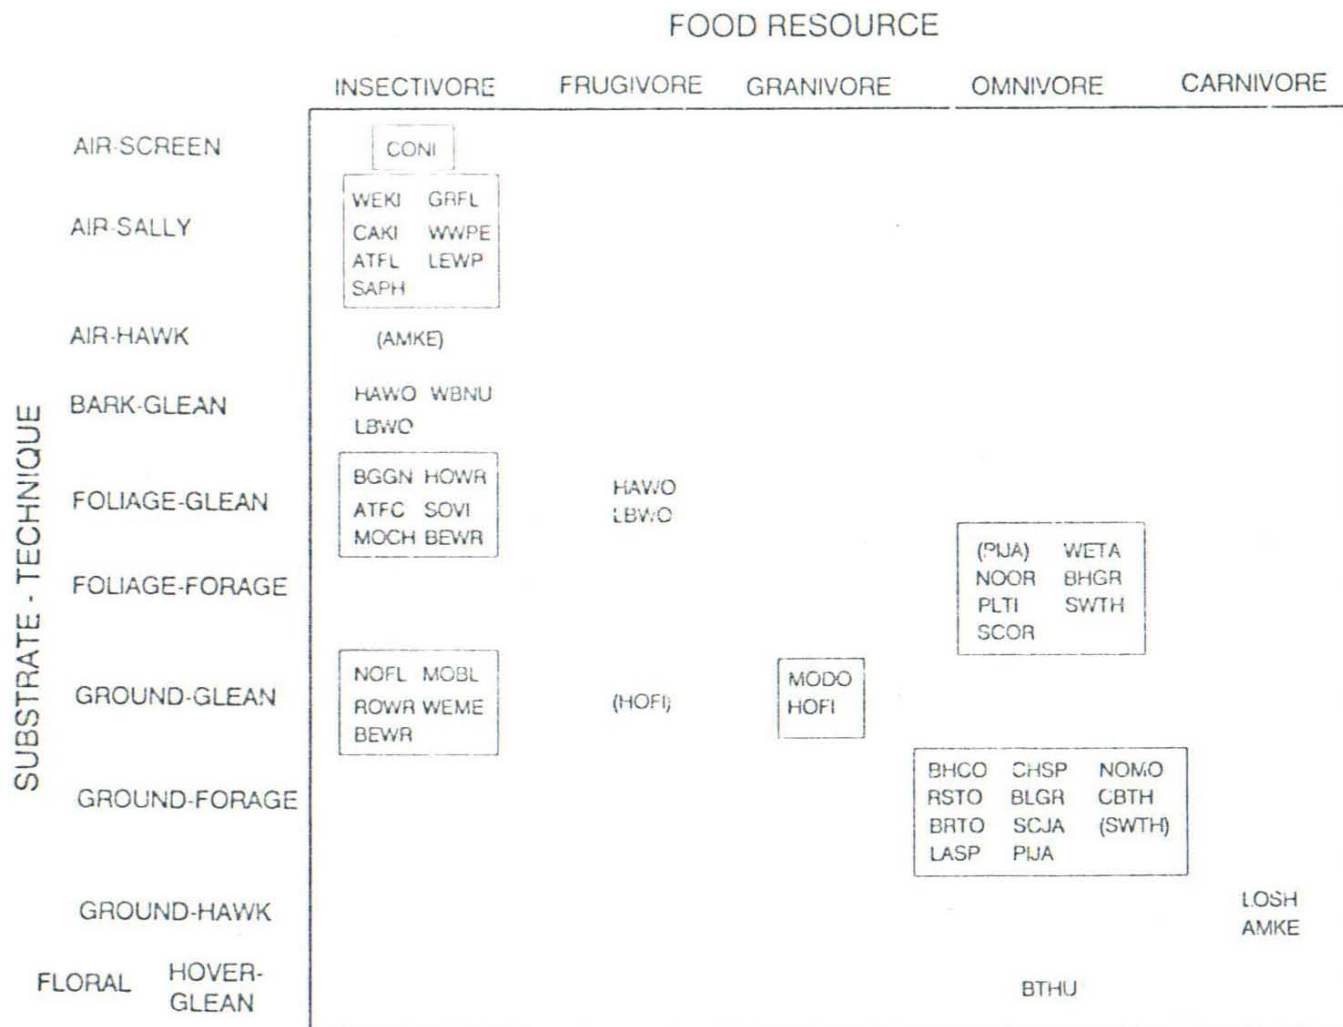 FOOD RESOURCE
INSECTIVORE FRUGIVORE GRANIVORE OMNIVORE CARNIVORE
SUBSTRATE - TECHNIQUE
AIR-SCREEN CONI
AIR-SALLY
WEKI GRFL
CAKI WWPE
ATFL LEWP
SAPH
AIR-HAWK (AMKE)
BARK-GLEAN
HAWO WBNU
LBWO
FOLIAGE-GLEAN
BGGN HOWR
ATFC SOVI
MOCH BEWR
HAWO
LBWO
FOLIAGE-FORAGE
(PIJA) WETA
NOOR BHGR
PLTI SWTH
SCOR
GROUND-GLEAN
NOFL MOBL
ROWR WEME
BEWR
(HOFI)
MODO
HOFI
GROUND-FORAGE
BHCO CHSP NOMO
RSTO BLGR CBTH
BRTO SCJA (SWTH)
LASP PIJA
GROUND-HAWK
LOSH
AMKE
FLORAL HOVER-
GLEAN
BTHU